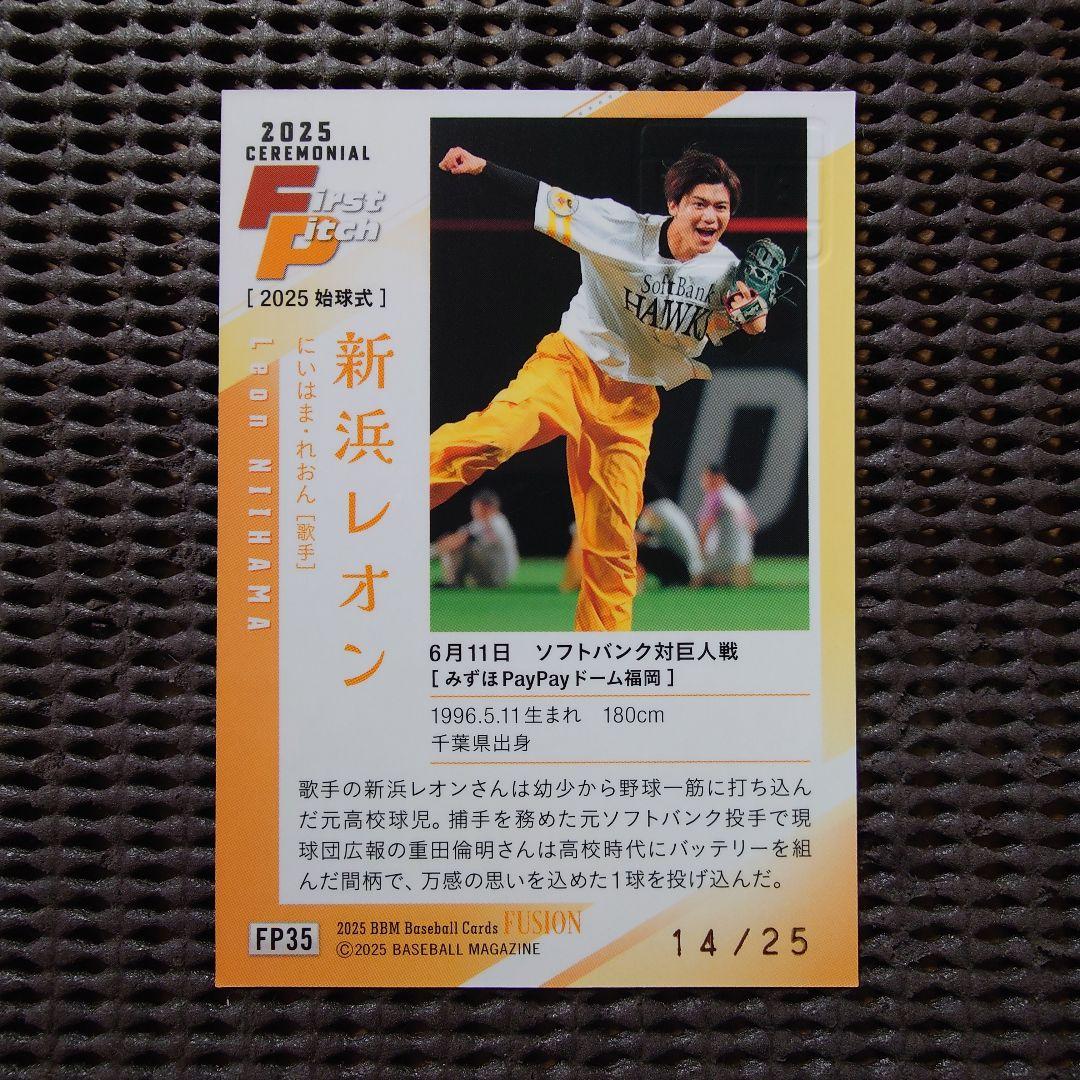 2025
CEREMONIAL
First
Pitch
[ 2025 始球式 ]
新浜レオン
にいはま・れおん [歌手]
Leon NIIHAMA
SoftBank
HAWKS
6月11日 ソフトバンク対巨人戦
[ みずほPayPayドーム福岡 ]
1996.5.11生まれ 180cm
千葉県出身
歌手の新浜レオンさんは幼少から野球一筋に打ち込ん
だ元高校球児。捕手を務めた元ソフトバンク投手で現
球団広報の重田倫明さんは高校時代にバッテリーを組
んだ間柄で、万感の思いを込めた1球を投げ込んだ。
FP35
2025 BBM Baseball Cards FUSION
©2025 BASEBALL MAGAZINE
14/25